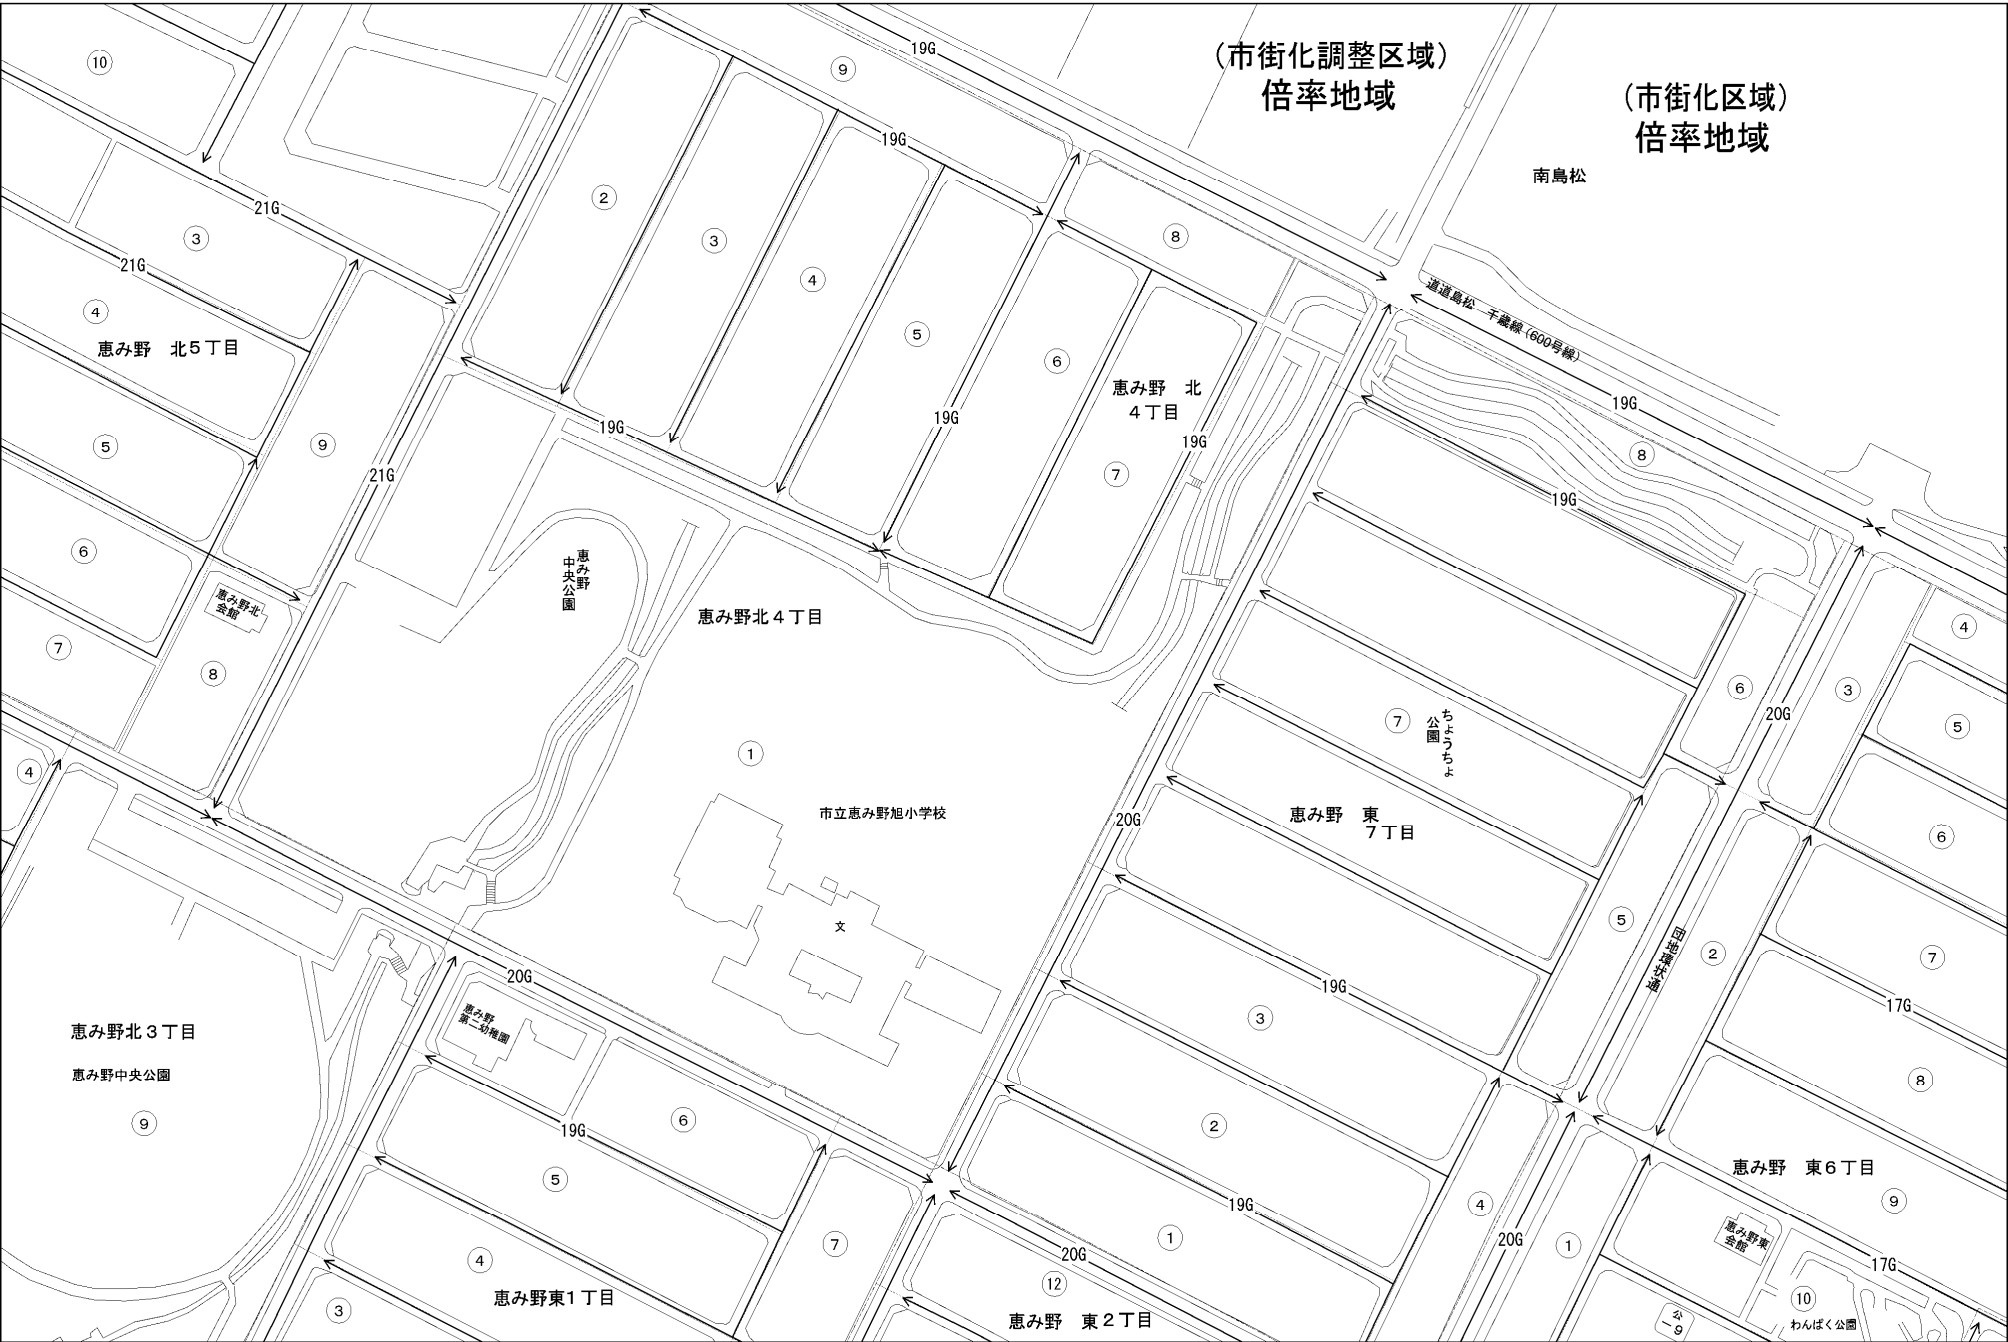 (市街化調整区域)
倍率地域
(市街化区域)
倍率地域
南島松
19G
⑨
⑩
19G
②
③
④
⑤
⑥
⑦
⑧
21G
③
21G
④
恵み野 北5丁目
⑤
⑨
21G
⑥
恵み野北
会館
⑦
⑧
④
19G
19G
19G
恵み野 北
4丁目
道道島松 千歳線(600号線)
19G
⑧
19G
恵み野
中央公園
恵み野北4丁目
①
市立恵み野旭小学校
文
⑦
ちょうちょ
公園
恵み野 東
7丁目
20G
⑥
20G
③
④
⑤
⑥
⑤
団地環状通
②
⑦
17G
⑧
19G
③
②
19G
①
④
20G
①
恵み野 東6丁目
⑨
恵み野東
会館
17G
⑩
わんぱく公園
公
-9
恵み野北3丁目
恵み野中央公園
⑨
20G
恵み野
第二幼稚園
19G
⑥
⑤
④
⑦
③
恵み野東1丁目
20G
⑫
恵み野 東2丁目